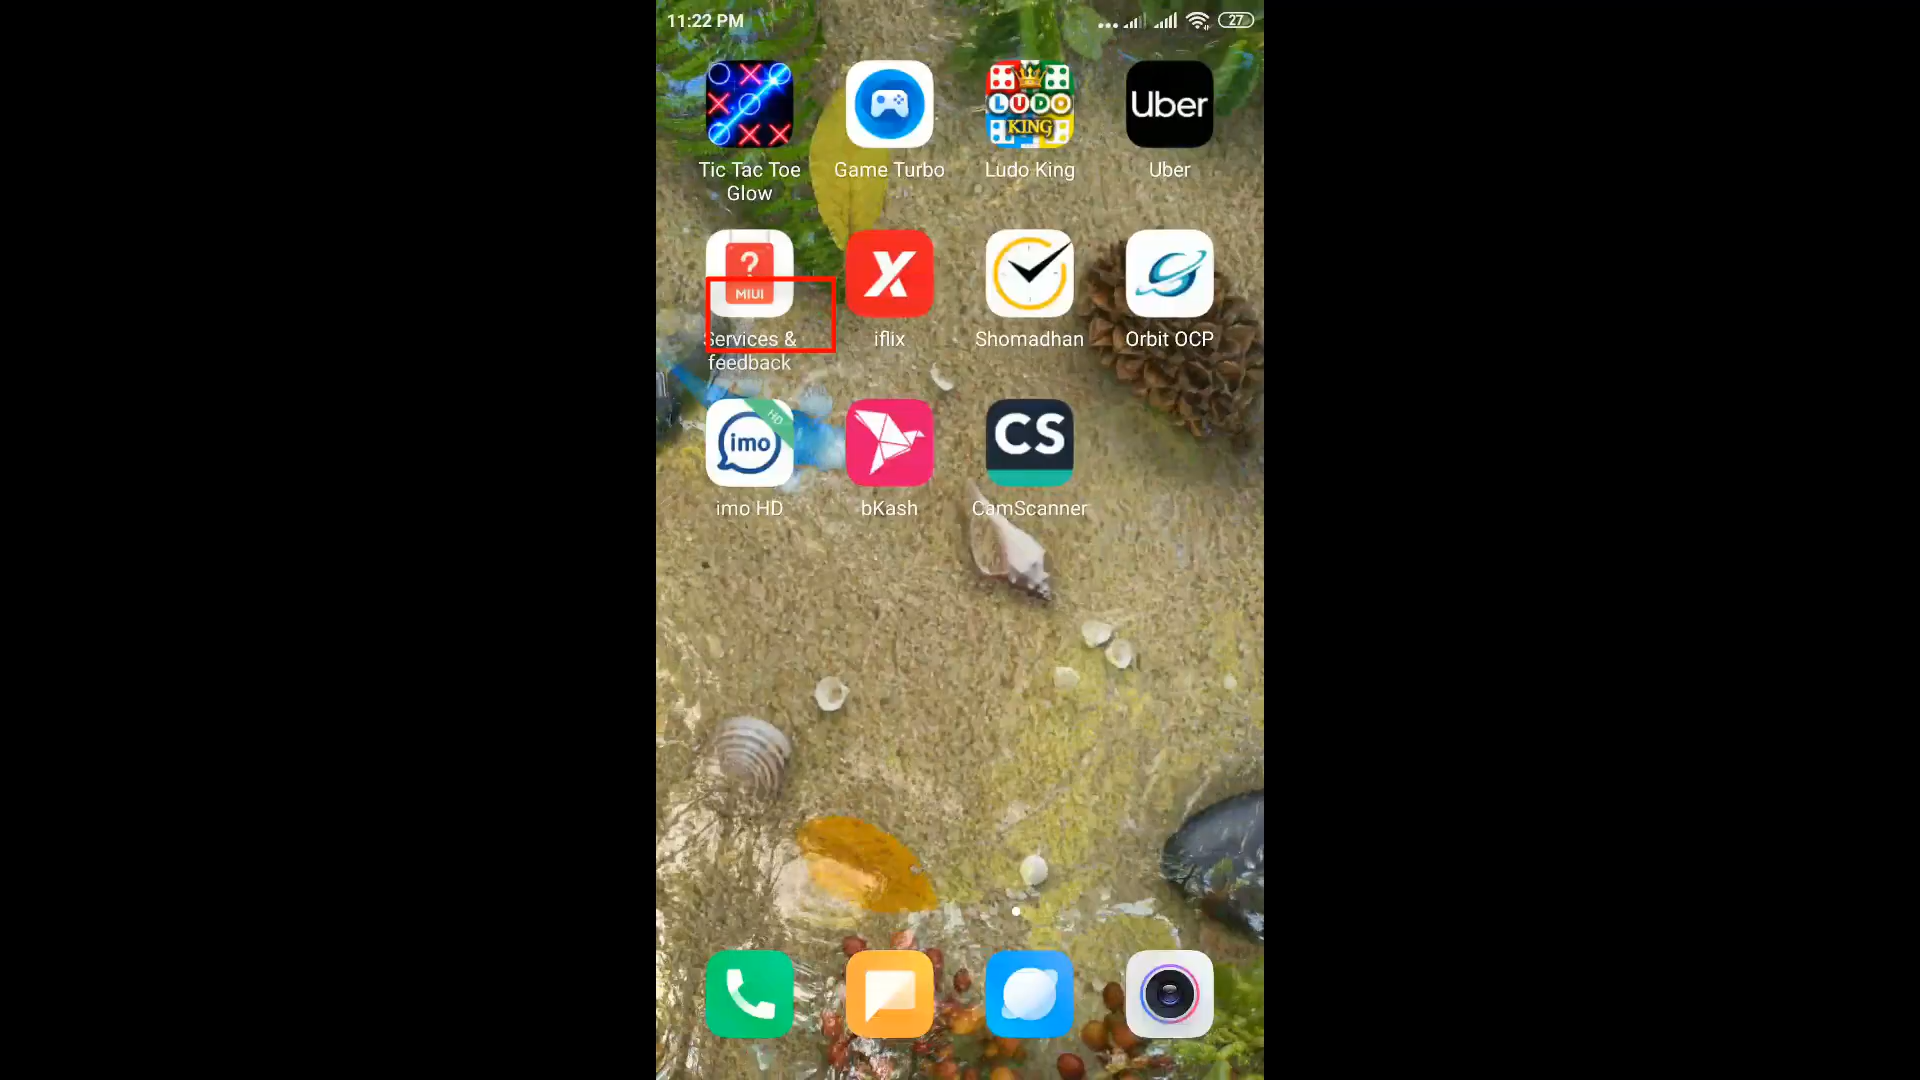 11:22 PM
27
Tic Tac Toe
Glow
Game Turbo
LUDO
KING
Ludo King
Uber
Uber
?
MIUI
Services &
feedback
iflix
Shomadhan
Orbit OCP
HD
imo
imo HD
bKash
CS
CamScanner